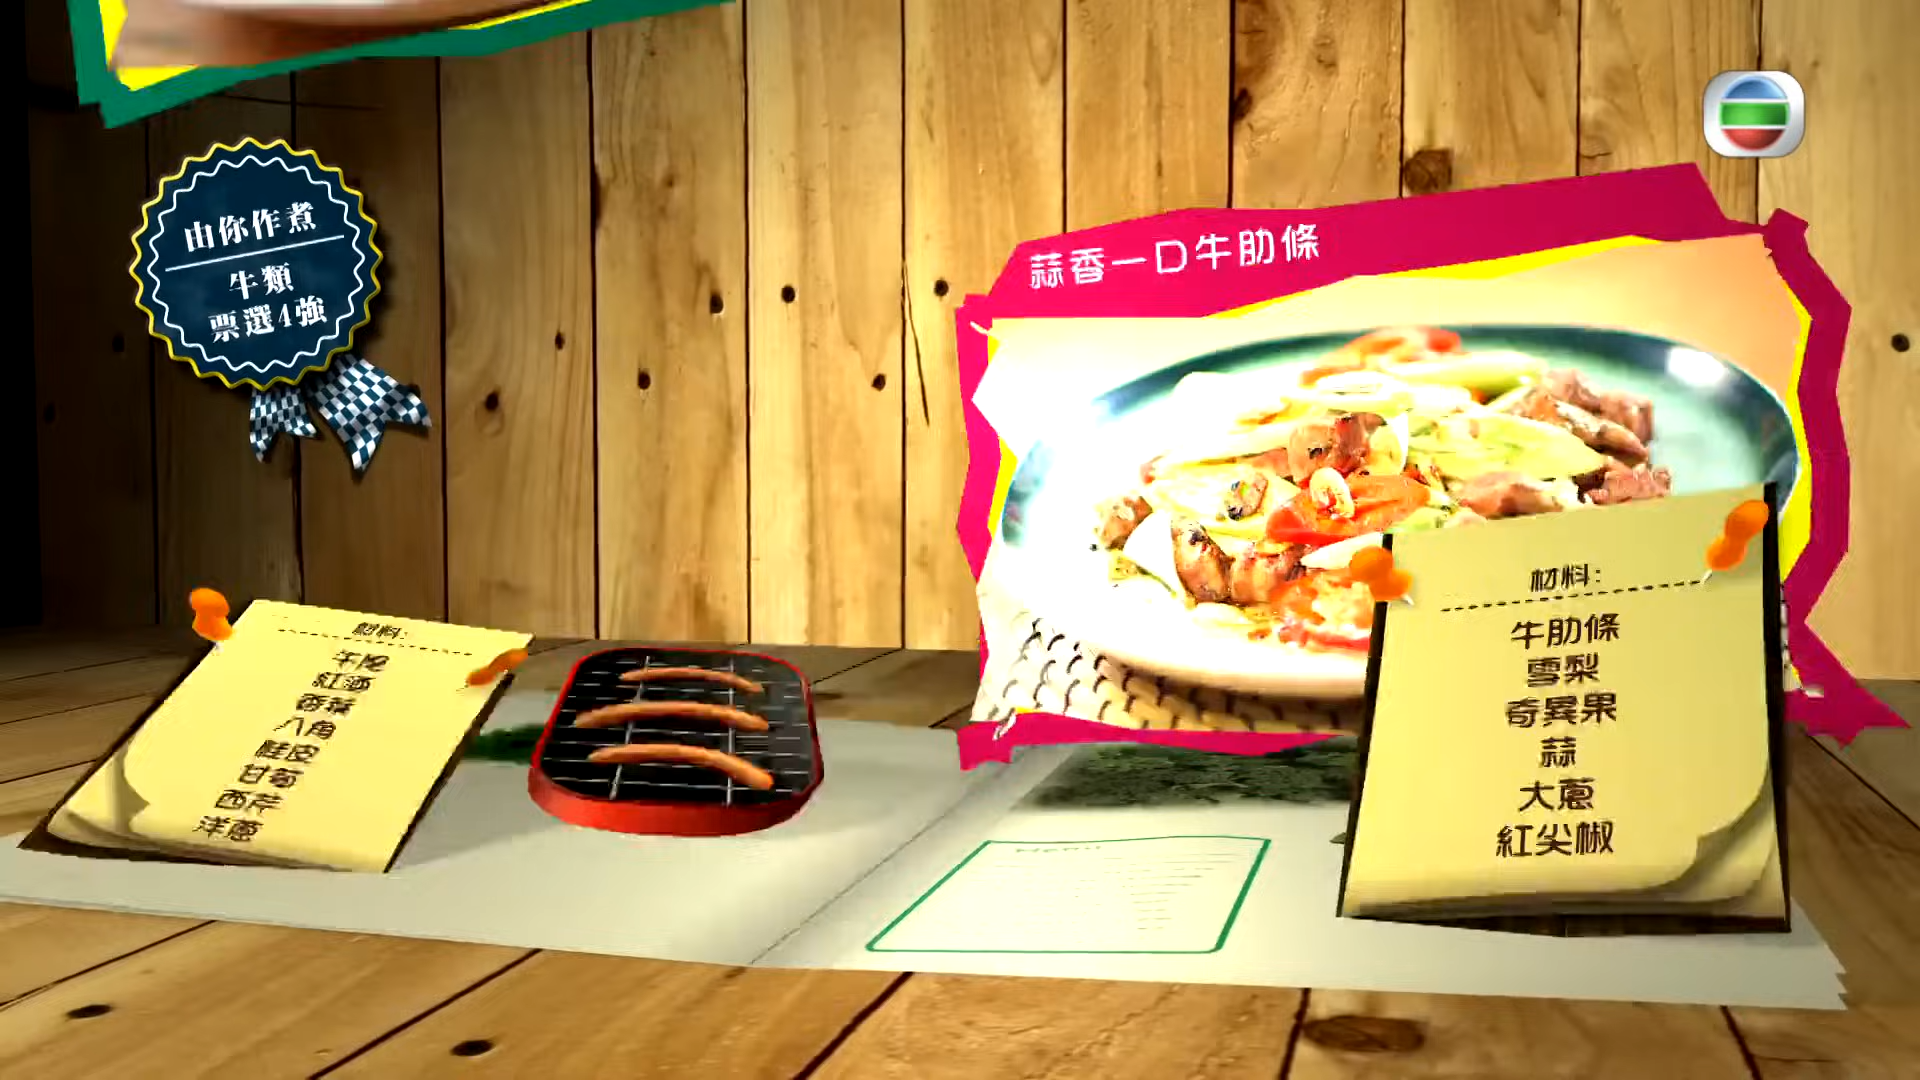 由你作煮
牛類
票選4強
蒜香一口牛肋條
材料:
牛肋條
雪梨
奇異果
蒜
大蔥
紅尖椒
材料:
牛尾
紅酒
香葉
八角
陳皮
甘筍
西芹
洋蔥